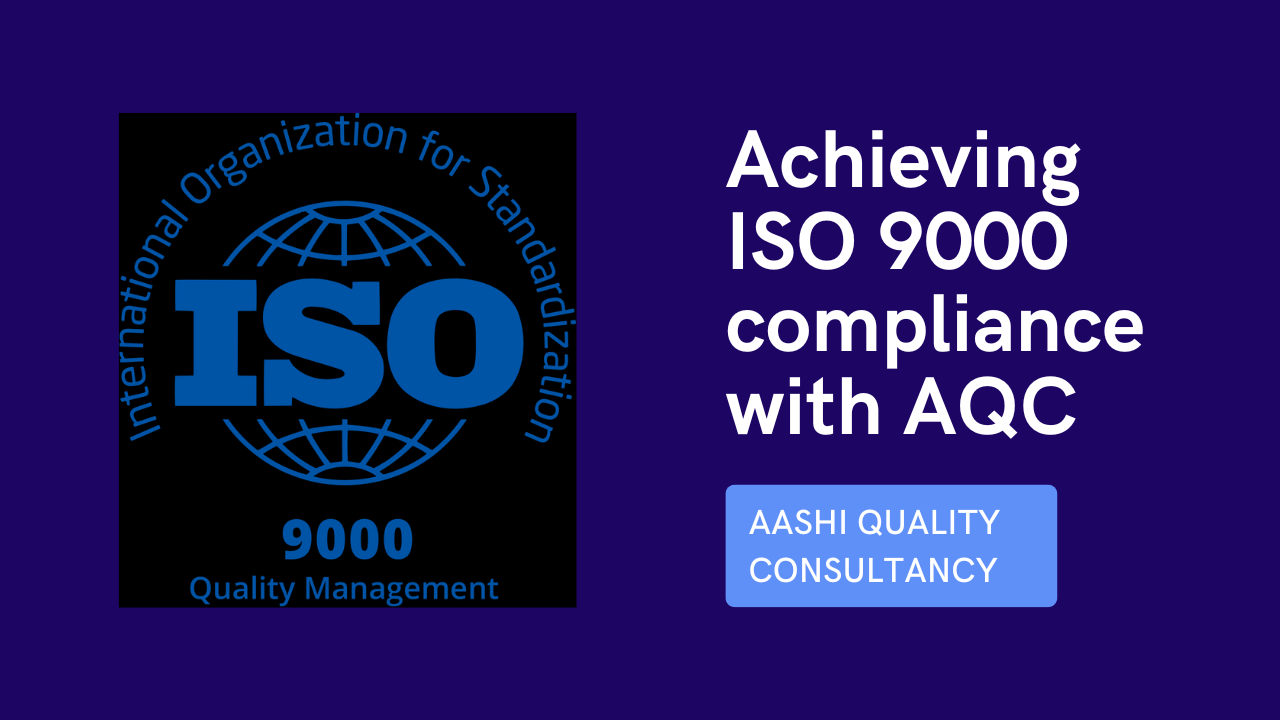 International Organization for Standardization
ISO
9000
Quality Management
Achieving
ISO 9000
compliance
with AQC
AASHI QUALITY
CONSULTANCY